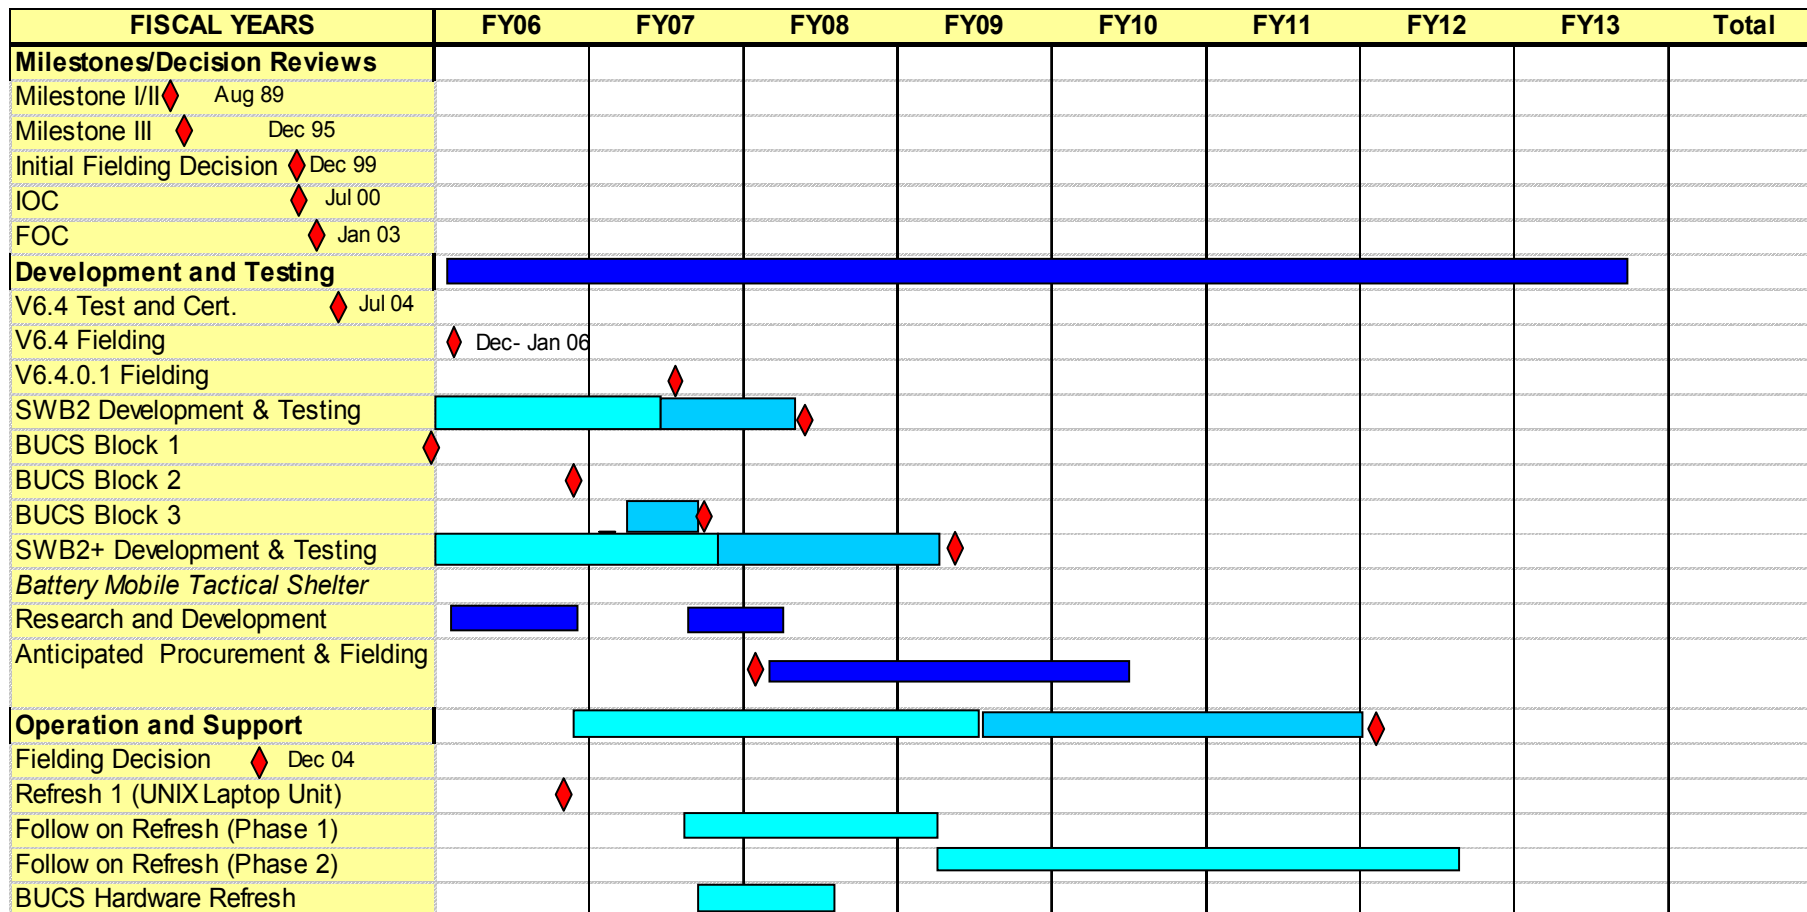 FISCAL YEARS FY06 FY07 FY08 FY09 FY10 FY11 FY12 FY13 Total
Milestones/Decision Reviews
Milestone I/II Aug 89
Milestone III Dec 95
Initial Fielding Decision Dec 99
IOC Jul 00
FOC Jan 03
Development and Testing
V6.4 Test and Cert. Jul 04
V6.4 Fielding Dec- Jan 06
V6.4.0.1 Fielding
SWB2 Development & Testing
BUCS Block 1
BUCS Block 2
BUCS Block 3
SWB2+ Development & Testing
Battery Mobile Tactical Shelter
Research and Development
Anticipated Procurement & Fielding
Operation and Support
Fielding Decision Dec 04
Refresh 1 (UNIX Laptop Unit)
Follow on Refresh (Phase 1)
Follow on Refresh (Phase 2)
BUCS Hardware Refresh